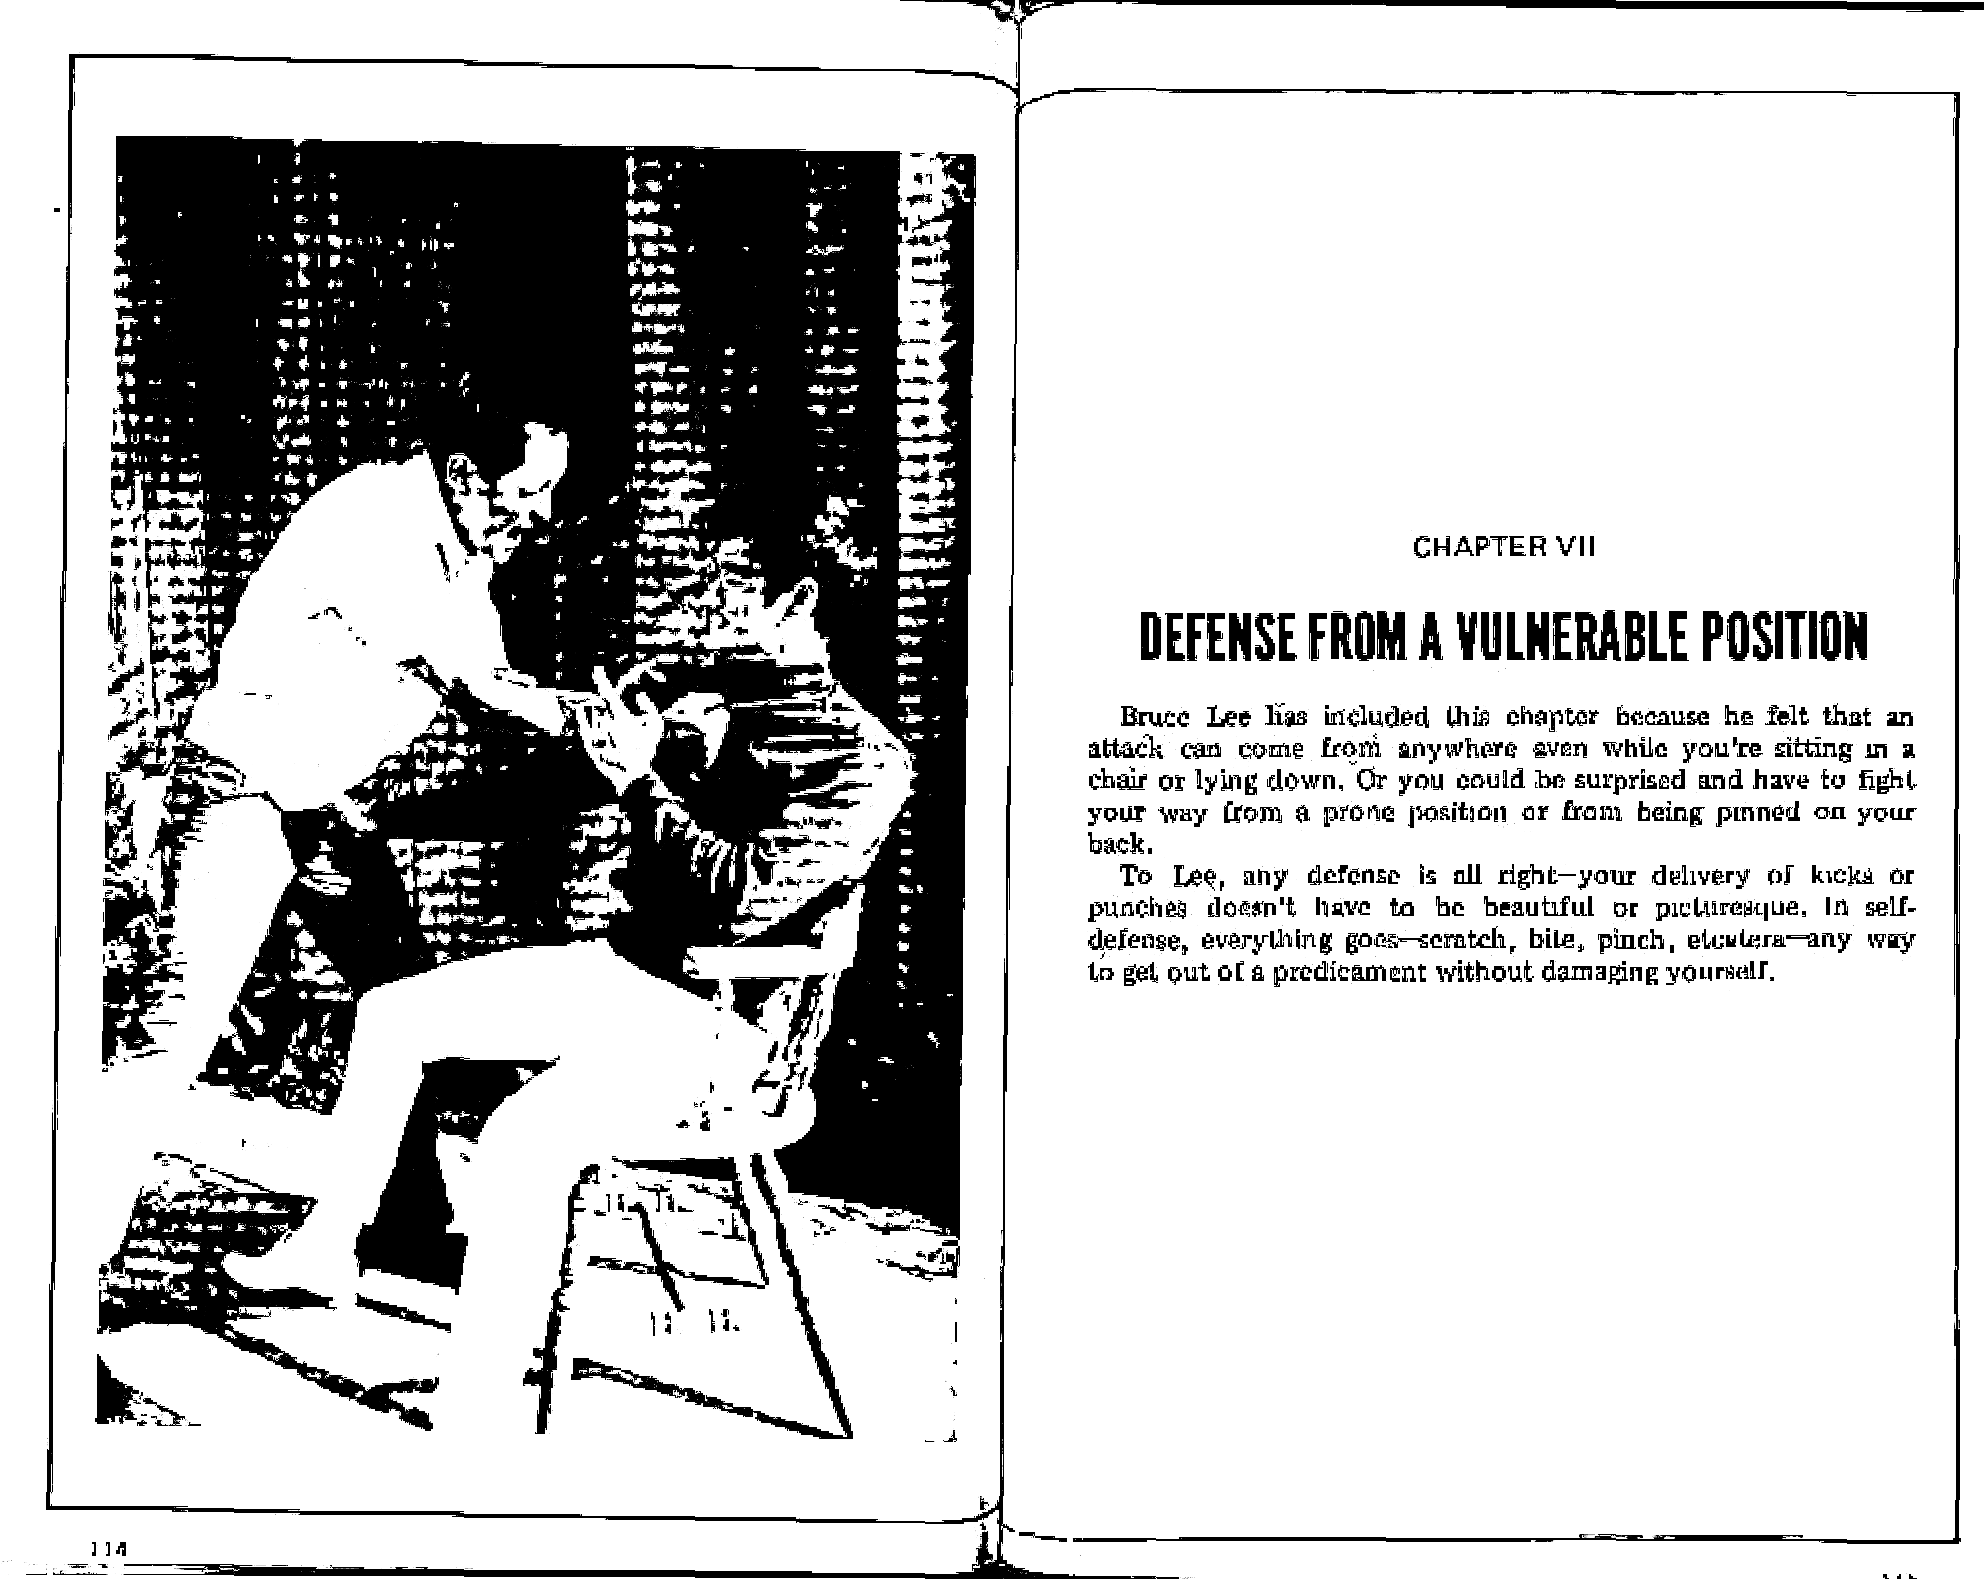 CHAPTER VII
DEFENSE FROM A VULNERABLE POSITION
Bruce Lee has included this chapter because he felt that an
attack can come from anywhere even while you're sitting in a
chair or lying down. Or you could be surprised and have to fight
your way from a prone position or from being pinned on your
back.
To Lee, any defense is all right—your delivery of kicks or
punches doesn't have to be beautiful or picturesque. In self-
defense, everything goes—scratch, bite, pinch, etcetera—any way
to get out of a predicament without damaging yourself.
114